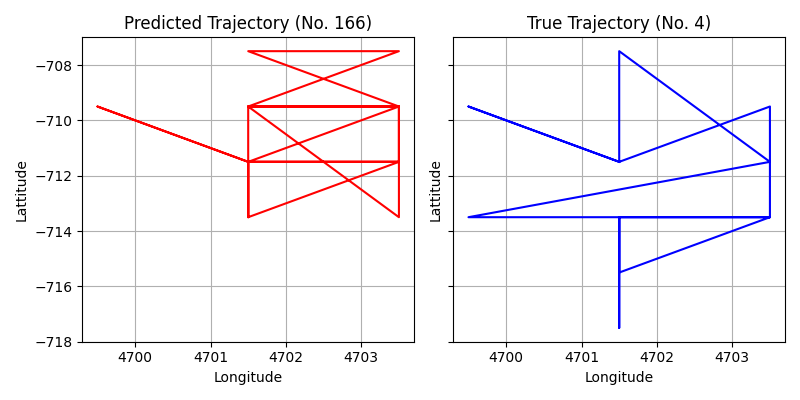 Predicted Trajectory (No. 166)
True Trajectory (No. 4)
−708
−710
−712
−714
−716
−718
Lattitude
Lattitude
4700
4701
4702
4703
4700
4701
4702
4703
Longitude
Longitude